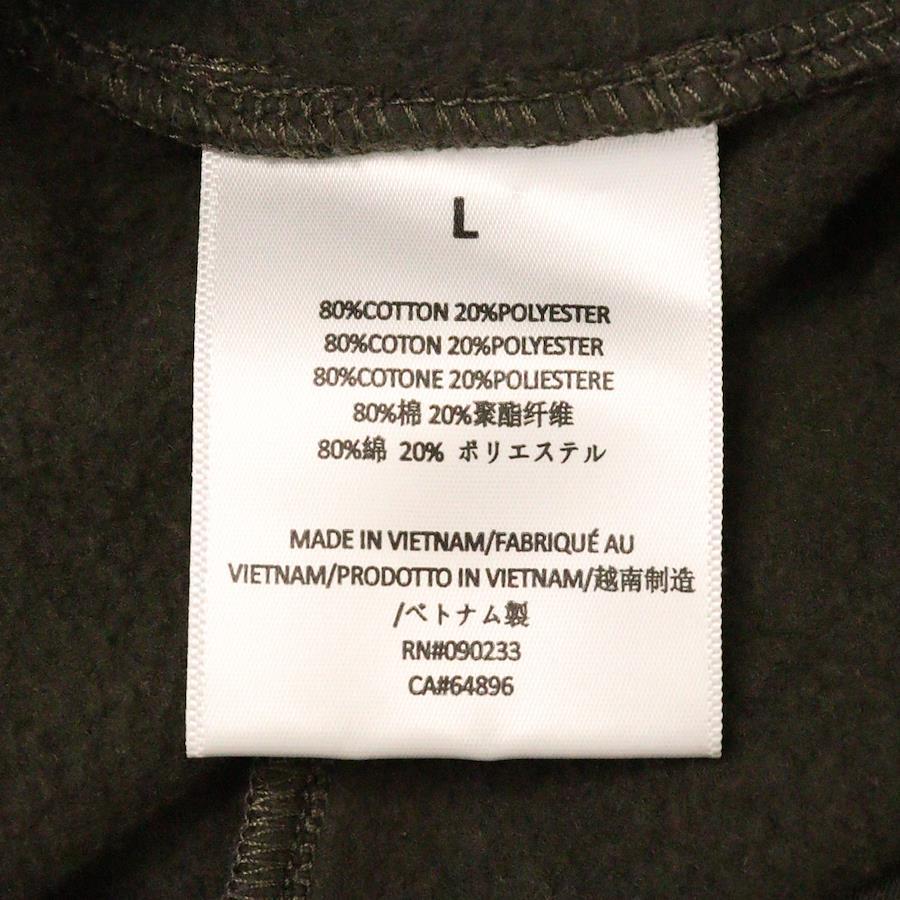 L
80%COTTON 20%POLYESTER
80%COTON 20%POLYESTER
80%COTONE 20%POLIESTERE
80%棉 20%聚酯纤维
80%綿 20% ポリエステル
MADE IN VIETNAM/FABRIQUÉ AU
VIETNAM/PRODOTTO IN VIETNAM/越南制造
/ベトナム製
RN#090233
CA#64896